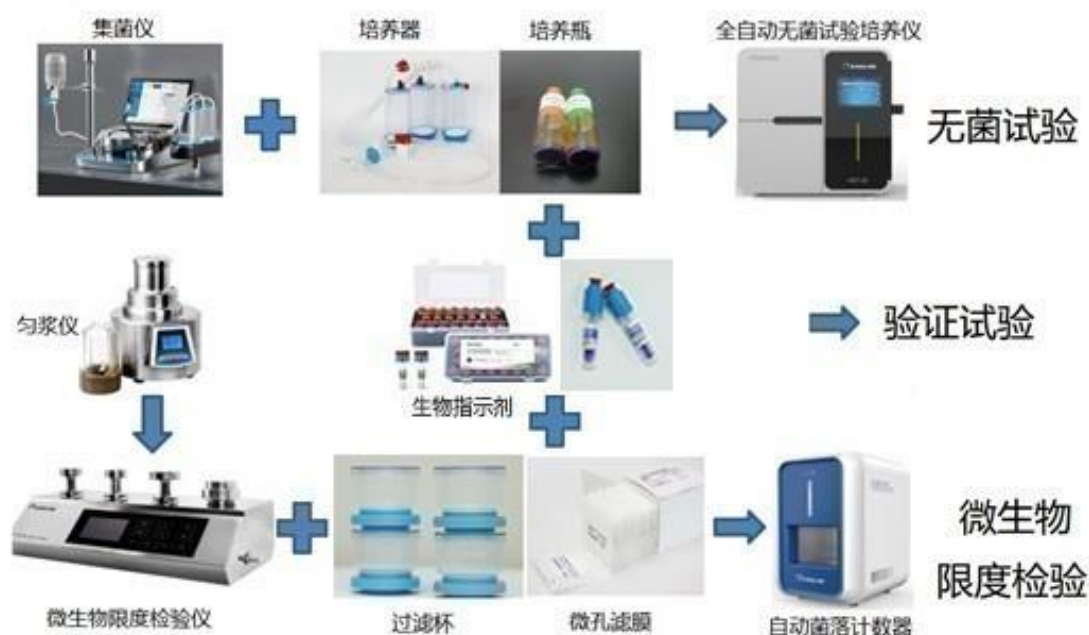 集菌仪
培养器
培养瓶
全自动无菌试验培养仪
无菌试验
匀浆仪
生物指示剂
验证试验
微生物限度检验仪
过滤杯
微孔滤膜
自动菌落计数器
微生物
限度检验